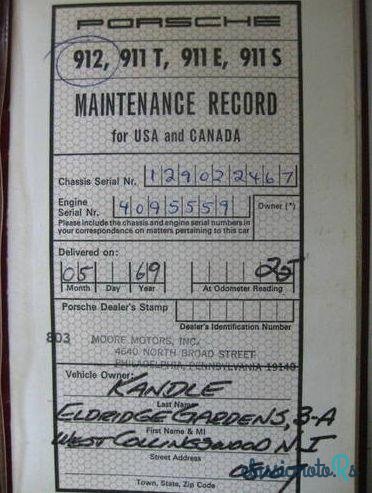 PORSCHE
912, 911 T, 911 E, 911 S
MAINTENANCE RECORD
for USA and CANADA
Chassis Serial Nr. 129022467
Engine Serial Nr. 4095559 Owner (*)
Please include the chassis and engine serial numbers in
your correspondence on matters pertaining to this car
Delivered on:
05 69 25
Month Day Year At Odometer Reading
Porsche Dealer's Stamp
Dealer's Identification Number
803 MOORE MOTORS, INC.
4640 NORTH BROAD STREET
PHILADELPHIA, PENNSYLVANIA 19140
Vehicle Owner: KANDLE
Last Name
ELDRIDGE GARDENS, 3-A
First Name & MI
WEST COLLINGSWOOD N.J
Street Address
Town, State, Zip Code